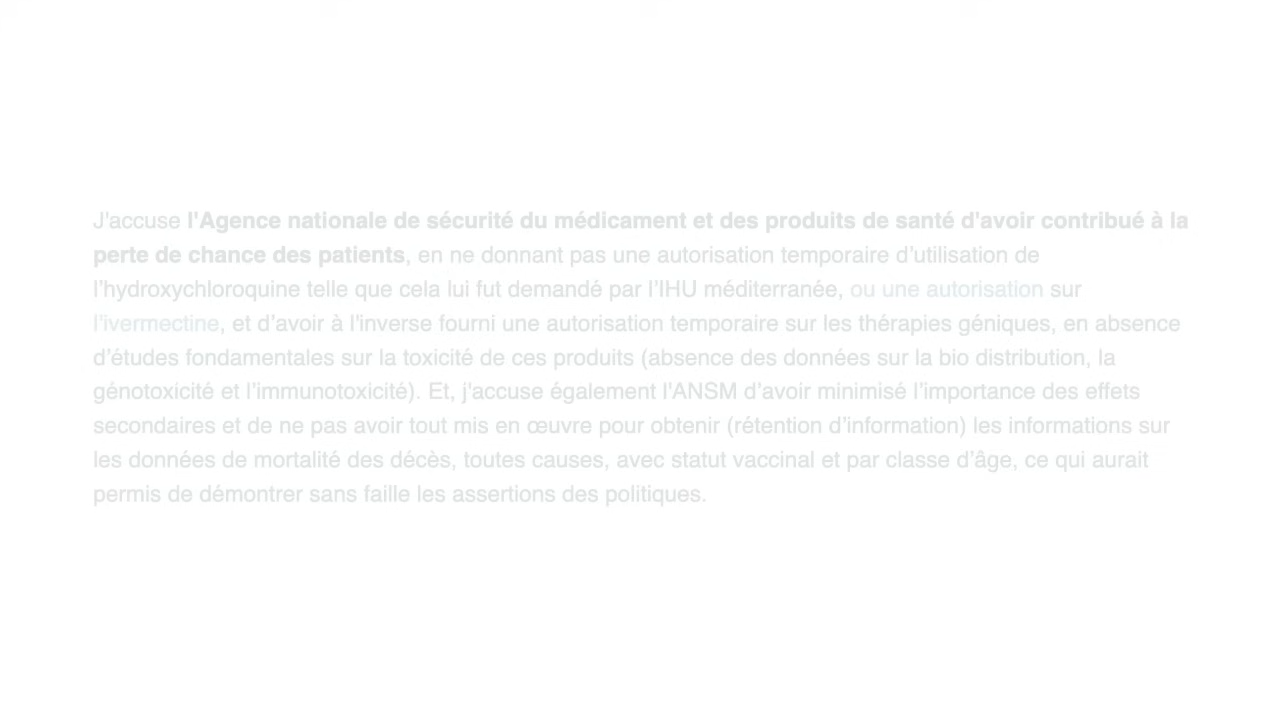 J'accuse l'Agence nationale de sécurité du médicament et des produits de santé d'avoir contribué à la
perte de chance des patients, en ne donnant pas une autorisation temporaire d’utilisation de
l’hydroxychloroquine telle que cela lui fut demandé par l’IHU méditerranée, ou une autorisation sur
l'ivermectine, et d’avoir à l'inverse fourni une autorisation temporaire sur les thérapies géniques, en absence
d’études fondamentales sur la toxicité de ces produits (absence des données sur la bio distribution, la
génotoxicité et l’immunotoxicité). Et, j'accuse également l'ANSM d’avoir minimisé l’importance des effets
secondaires et de ne pas avoir tout mis en œuvre pour obtenir (rétention d’information) les informations sur
les données de mortalité des décès, toutes causes, avec statut vaccinal et par classe d’âge, ce qui aurait
permis de démontrer sans faille les assertions des politiques.